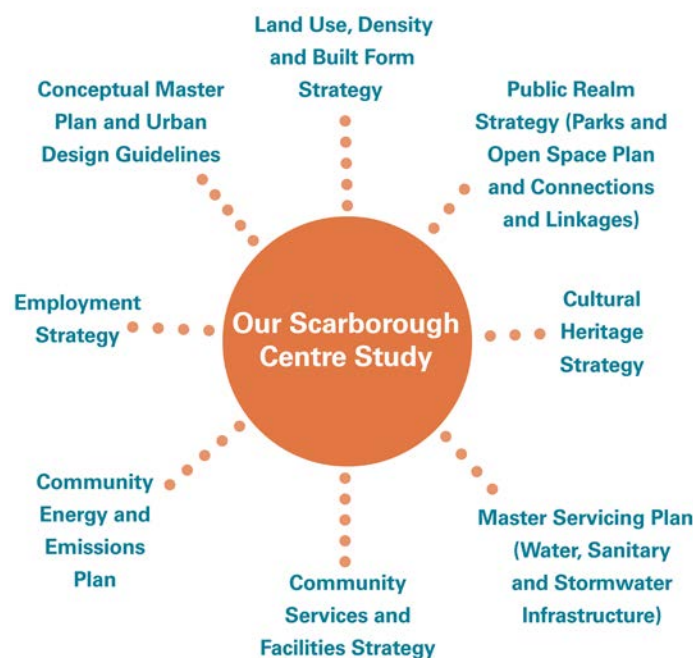 Land Use, Density
and Built Form
Strategy
Public Realm
Strategy (Parks and
Open Space Plan
and Connections
and Linkages)
Cultural
Heritage
Strategy
Master Servicing Plan
(Water, Sanitary
and Stormwater
Infrastructure)
Community
Services and
Facilities Strategy
Community
Energy and
Emissions
Plan
Employment
Strategy
Conceptual Master
Plan and Urban
Design Guidelines
Our Scarborough
Centre Study